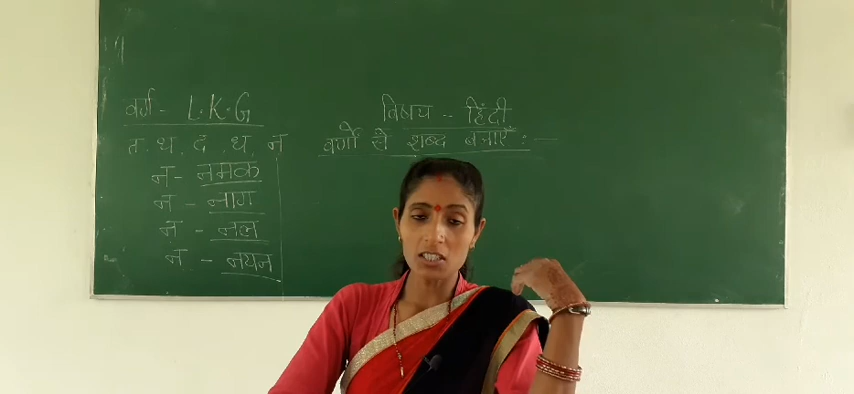 वर्ग - L.K.G
विषय - हिंदी
वर्णो से शब्द बनाएँ :-
त, थ, द, ध, न
न - नमक
न - नाग
न - नल
न - नयन